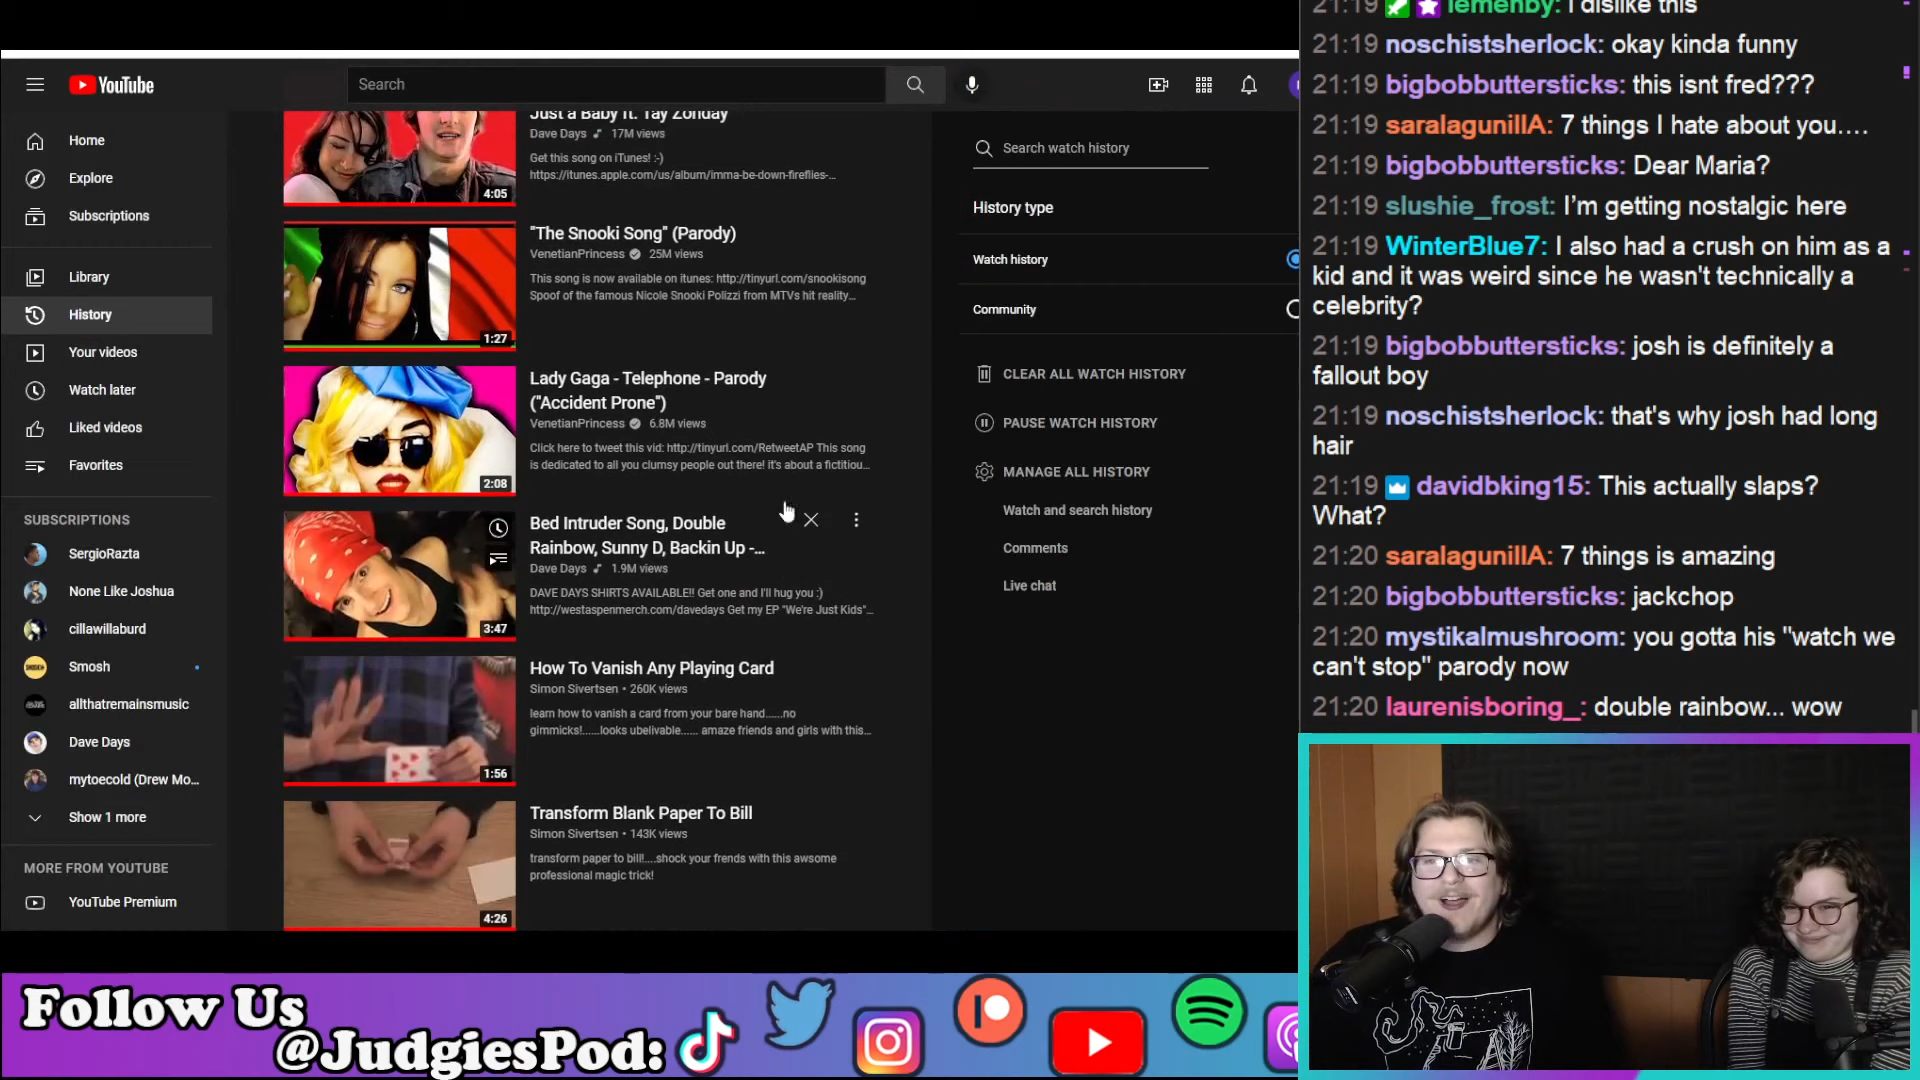 YouTube
Search
Home
Explore
Subscriptions
Library
History
Your videos
Watch later
Liked videos
Favorites
SUBSCRIPTIONS
SergioRazta
None Like Joshua
cillawillaburd
Smosh
allthatremainsmusic
Dave Days
mytoecold (Drew Mo...
Show 1 more
MORE FROM YOUTUBE
YouTube Premium
Just a Baby ft. Tay Zonday
Dave Days 17M views
Get this song on iTunes! :-)
https://itunes.apple.com/us/album/imma-be-down-fireflies-...
4:05
"The Snooki Song" (Parody)
VenetianPrincess 25M views
This song is now available on itunes: http://tinyurl.com/snookisong
Spoof of the famous Nicole Snooki Polizzi from MTVs hit reality...
1:27
Lady Gaga - Telephone - Parody
("Accident Prone")
VenetianPrincess 6.8M views
Click here to tweet this vid: http://tinyurl.com/RetweetAP This song
is dedicated to all you clumsy people out there! it's about a fictitiou...
2:08
Bed Intruder Song, Double
Rainbow, Sunny D, Backin Up -...
Dave Days 1.9M views
DAVE DAYS SHIRTS AVAILABLE!! Get one and I'll hug you :)
http://westaspenmerch.com/davedays Get my EP "We're Just Kids"...
3:47
How To Vanish Any Playing Card
Simon Sivertsen • 260K views
learn how to vanish a card from your bare hand......no
gimmicks!......looks ubelivable...... amaze friends and girls with this...
1:56
Transform Blank Paper To Bill
Simon Sivertsen • 143K views
transform paper to bill!....shock your frends with this awsome
professional magic trick!
4:26
Search watch history
History type
Watch history
Community
CLEAR ALL WATCH HISTORY
PAUSE WATCH HISTORY
MANAGE ALL HISTORY
Watch and search history
Comments
Live chat
21:19 lemenby: I dislike this
21:19 noschistsherlock: okay kinda funny
21:19 bigbobbuttersticks: this isnt fred???
21:19 saralagunillA: 7 things I hate about you....
21:19 bigbobbuttersticks: Dear Maria?
21:19 slushie_frost: I'm getting nostalgic here
21:19 WinterBlue7: I also had a crush on him as a
kid and it was weird since he wasn't technically a
celebrity?
21:19 bigbobbuttersticks: josh is definitely a
fallout boy
21:19 noschistsherlock: that's why josh had long
hair
21:19 davidbking15: This actually slaps?
What?
21:20 saralagunillA: 7 things is amazing
21:20 bigbobbuttersticks: jackchop
21:20 mystikalmushroom: you gotta his "watch we
can't stop" parody now
21:20 laurenisboring_: double rainbow... wow
Follow Us
@JudgiesPod: